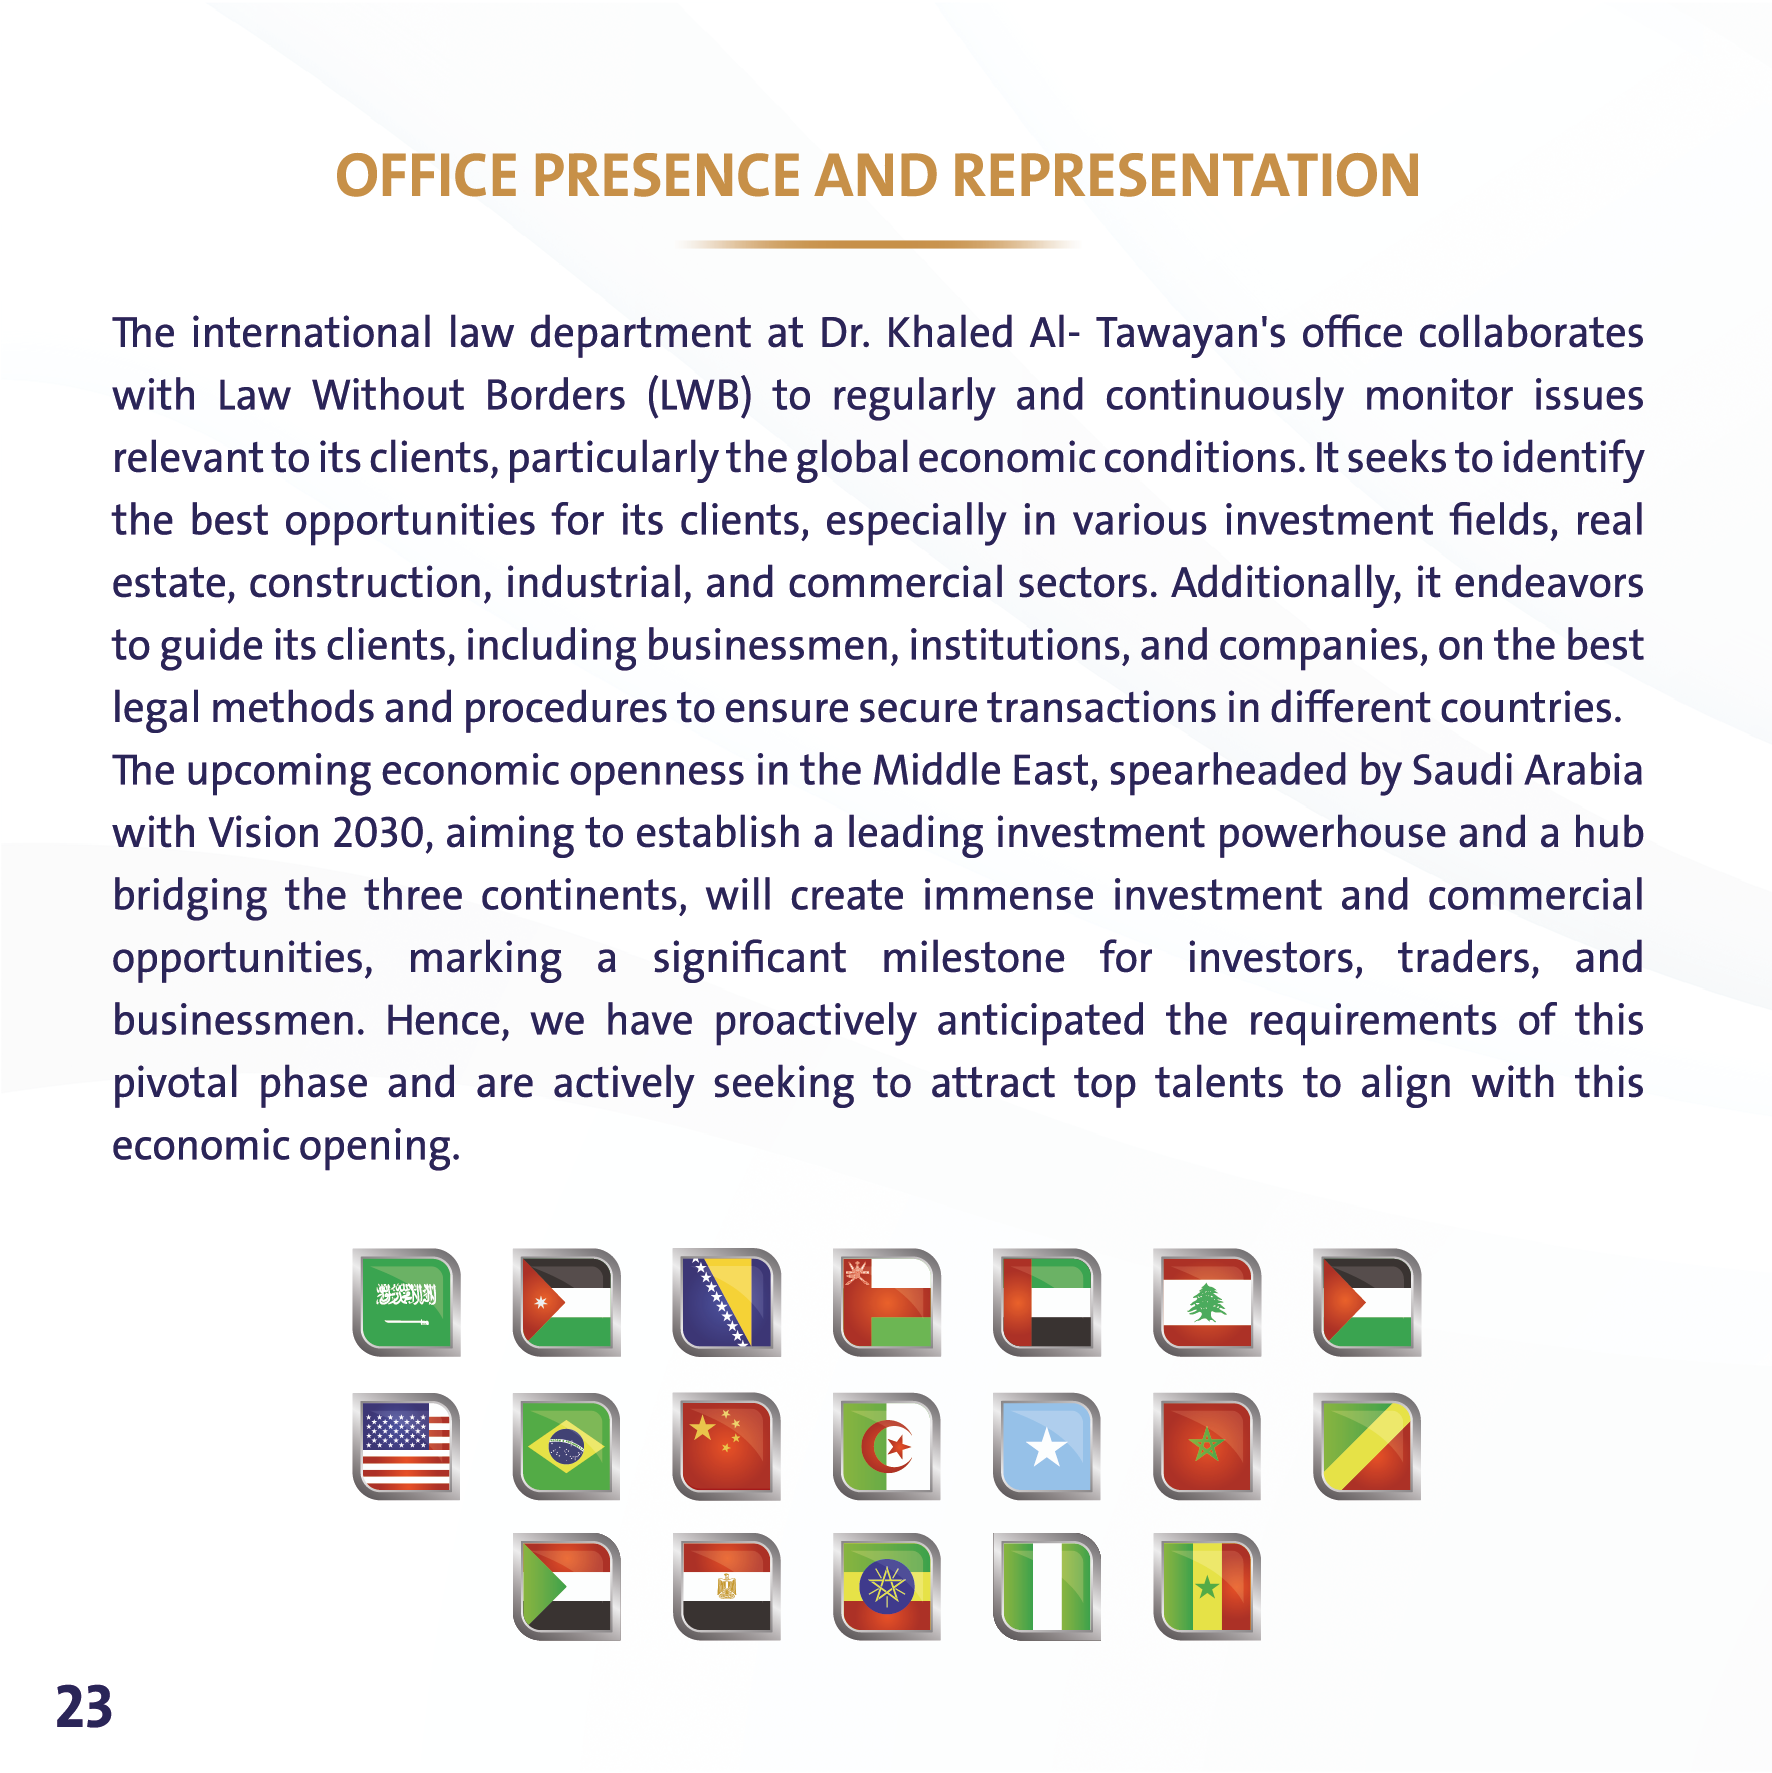 OFFICE PRESENCE AND REPRESENTATION
The international law department at Dr. Khaled Al- Tawayan's office collaborates
with Law Without Borders (LWB) to regularly and continuously monitor issues
relevant to its clients, particularly the global economic conditions. It seeks to identify
the best opportunities for its clients, especially in various investment fields, real
estate, construction, industrial, and commercial sectors. Additionally, it endeavors
to guide its clients, including businessmen, institutions, and companies, on the best
legal methods and procedures to ensure secure transactions in different countries.
The upcoming economic openness in the Middle East, spearheaded by Saudi Arabia
with Vision 2030, aiming to establish a leading investment powerhouse and a hub
bridging the three continents, will create immense investment and commercial
opportunities, marking a significant milestone for investors, traders, and
businessmen. Hence, we have proactively anticipated the requirements of this
pivotal phase and are actively seeking to attract top talents to align with this
economic opening.
23